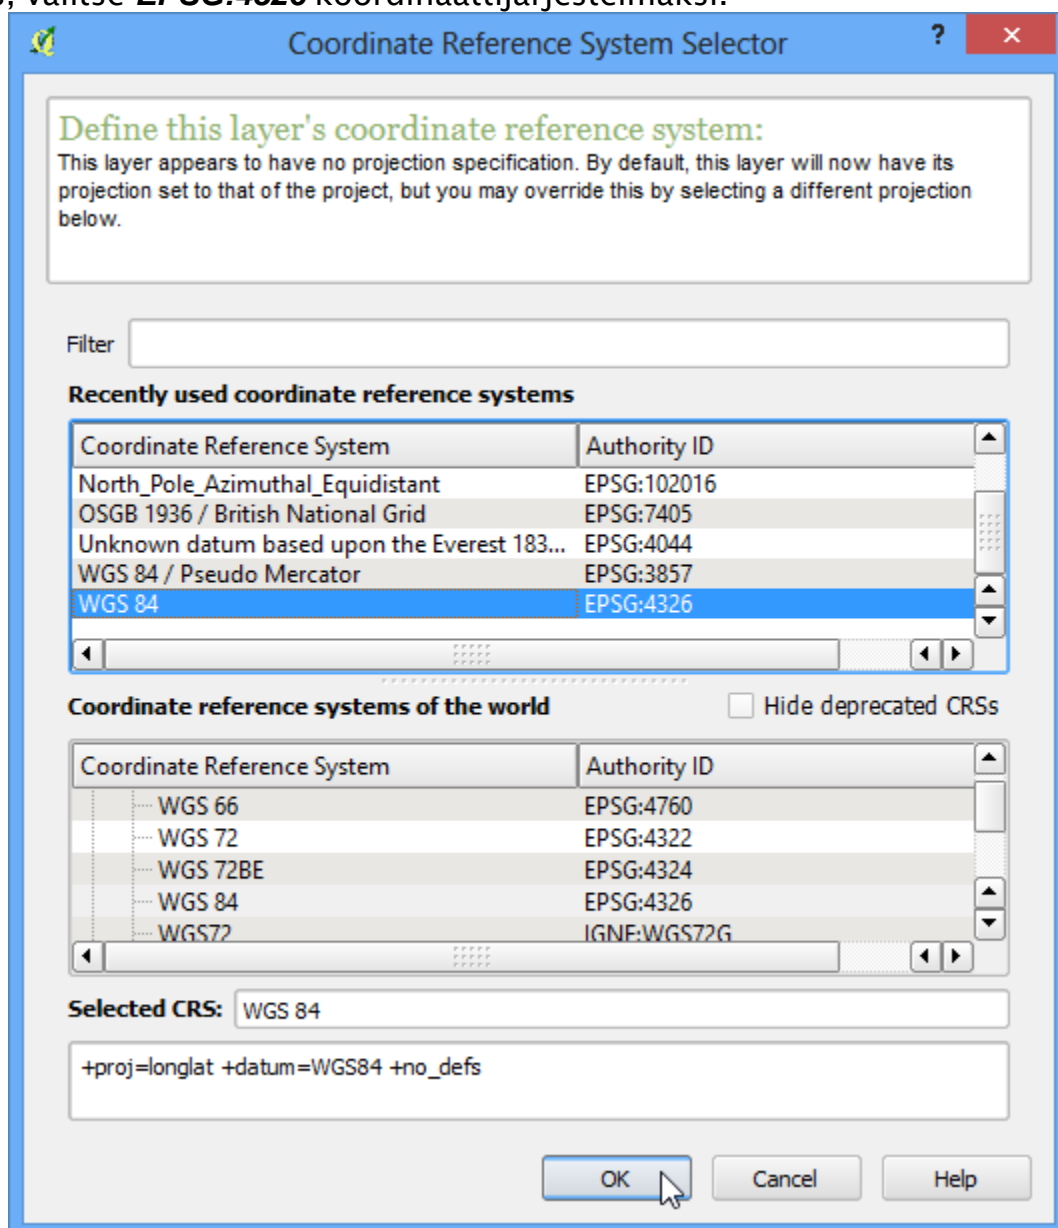 valitse EPSG:4326 koordinaattijärjestelmäksi.
Coordinate Reference System Selector
?
Define this layer's coordinate reference system:
This layer appears to have no projection specification. By default, this layer will now have its
projection set to that of the project, but you may override this by selecting a different projection
below.
Filter
Recently used coordinate reference systems
Coordinate Reference System Authority ID
North_Pole_Azimuthal_Equidistant EPSG:102016
OSGB 1936 / British National Grid EPSG:7405
Unknown datum based upon the Everest 183... EPSG:4044
WGS 84 / Pseudo Mercator EPSG:3857
WGS 84 EPSG:4326
Coordinate reference systems of the world Hide deprecated CRSs
Coordinate Reference System Authority ID
WGS 66 EPSG:4760
WGS 72 EPSG:4322
WGS 72BE EPSG:4324
WGS 84 EPSG:4326
WGS72 IGNF:WGS72G
Selected CRS: WGS 84
+proj=longlat +datum=WGS84 +no_defs
OK Cancel Help